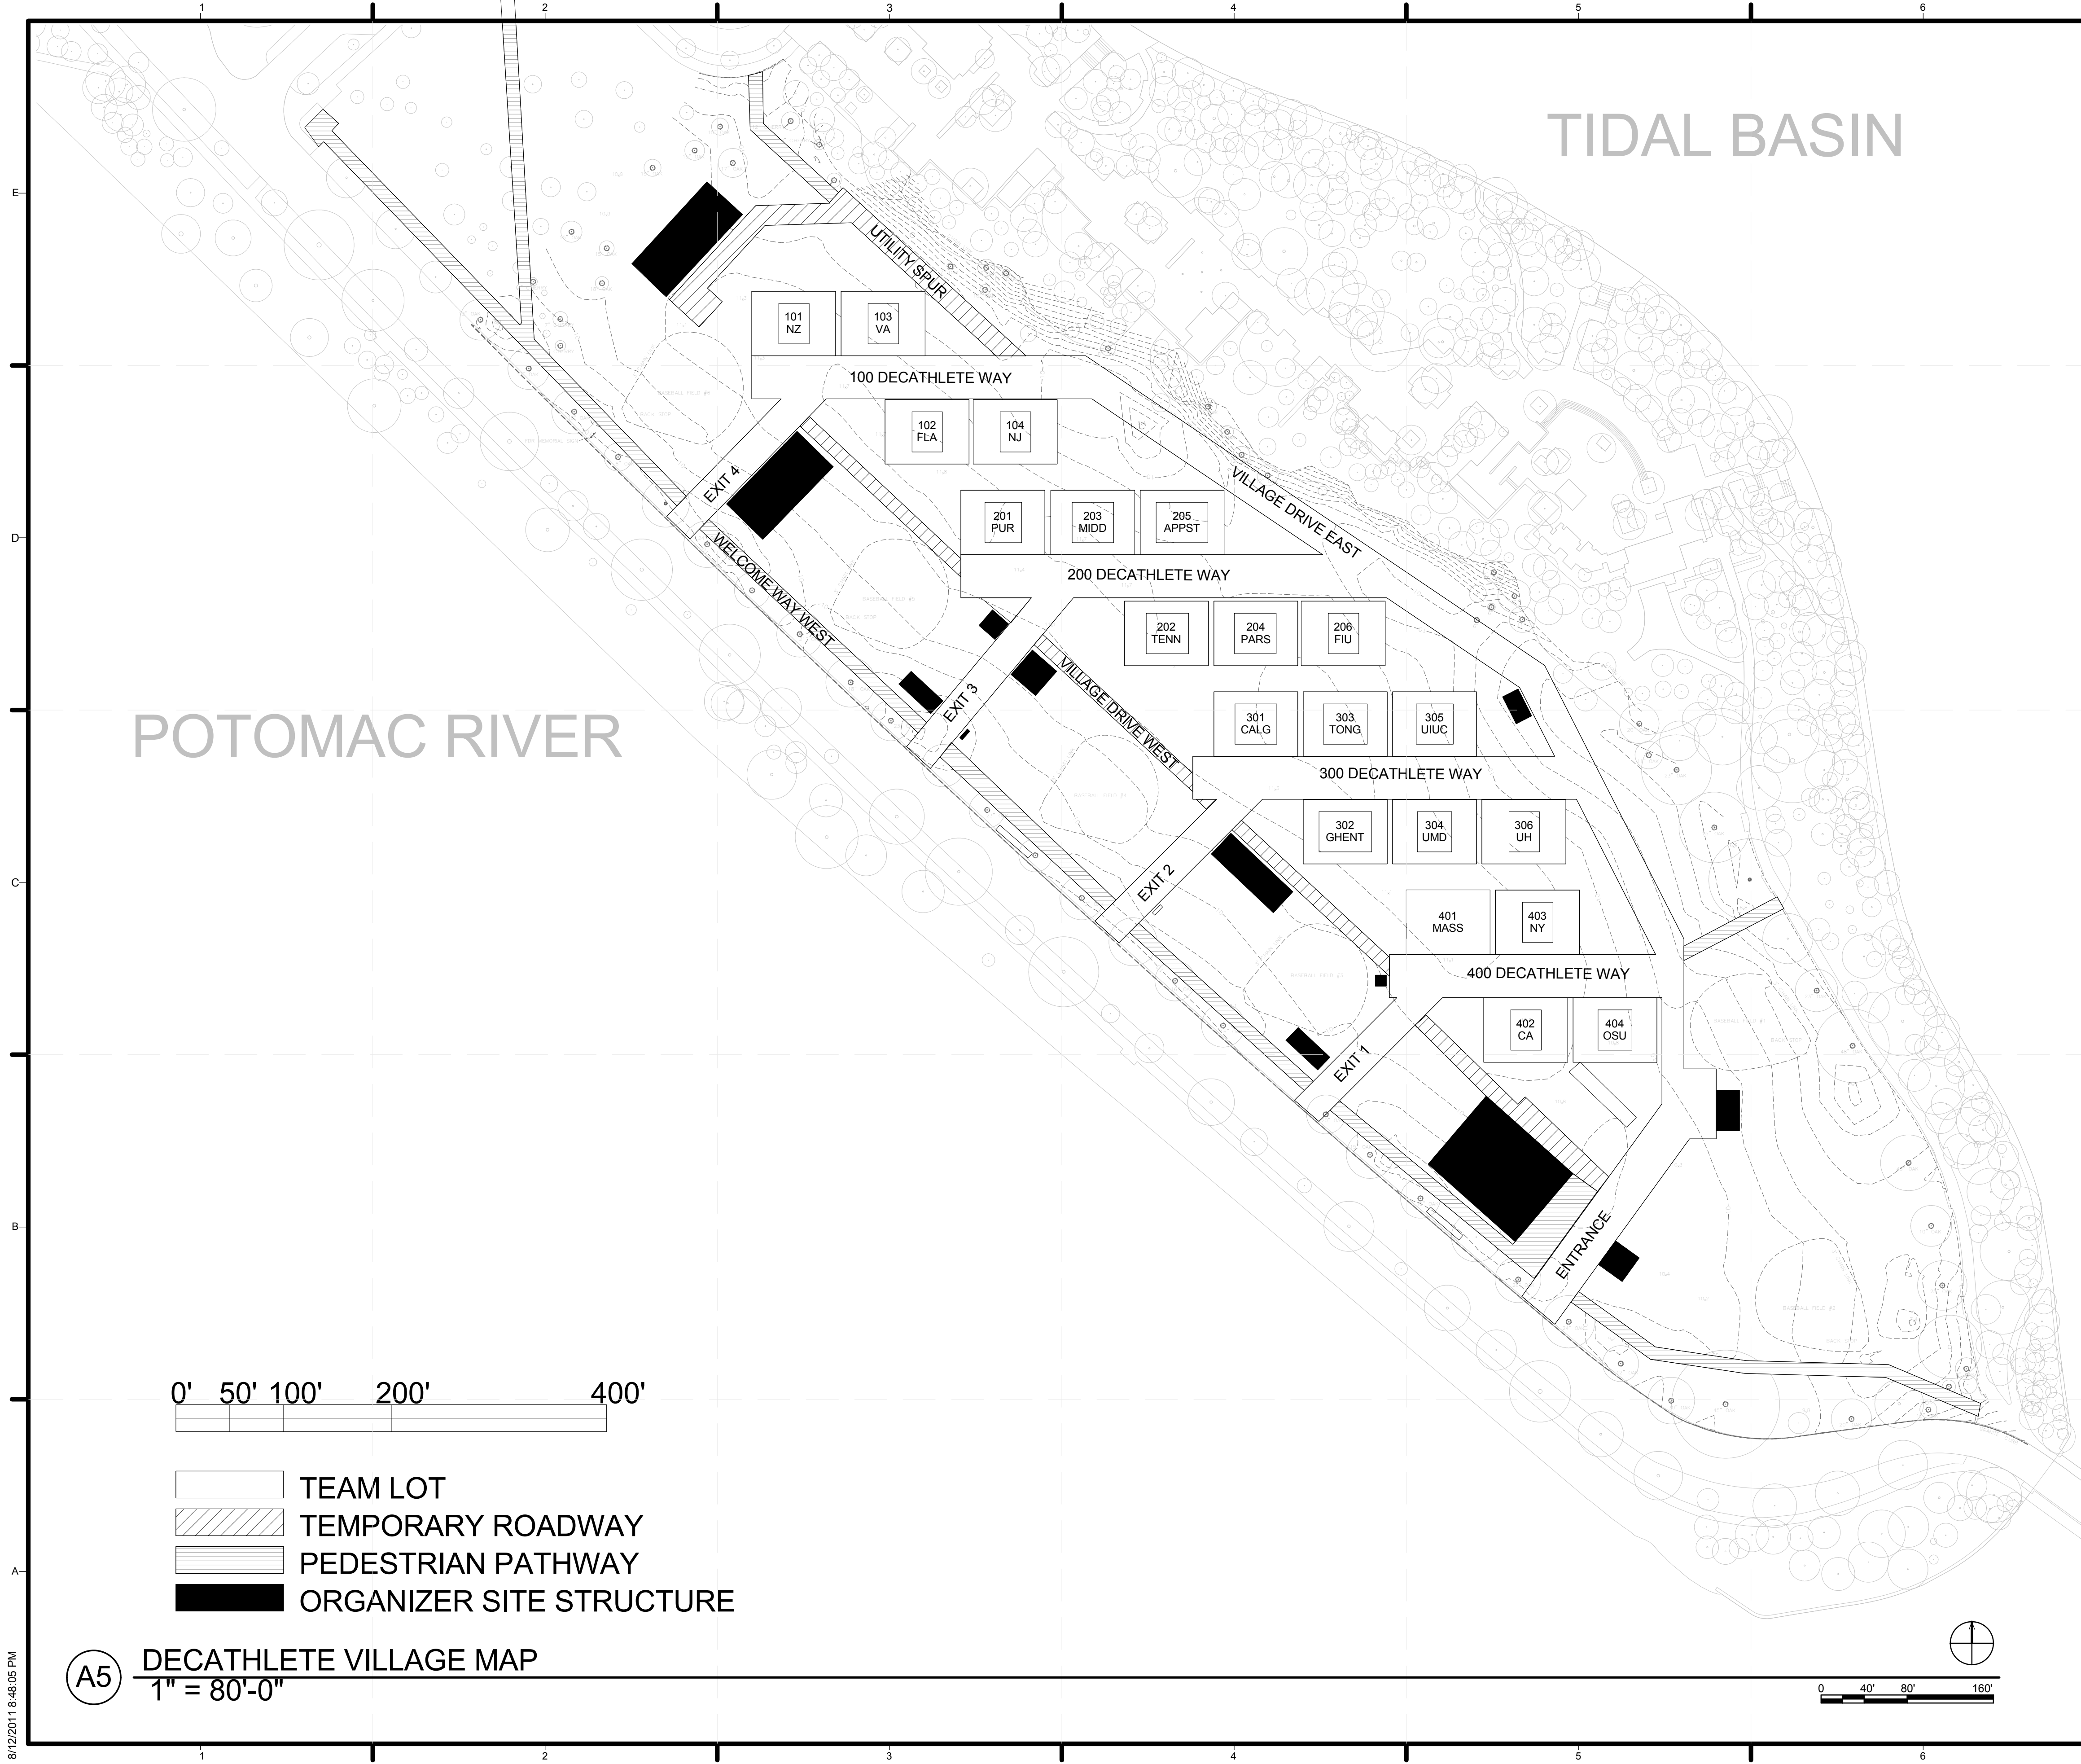 1 2 3 4 5 6
TIDAL BASIN
E
UTILITY SPUR
101
NZ
103
VA
100 DECATHLETE WAY
102
FLA
104
NJ
EXIT 4
VILLAGE DRIVE EAST
D
201
PUR
203
MIDD
205
APPST
WELCOME WAY WEST
200 DECATHLETE WAY
202
TENN
204
PARS
206
FIU
VILLAGE DRIVE WEST
EXIT 3
POTOMAC RIVER
301
CALG
303
TONG
305
UIUC
300 DECATHLETE WAY
302
GHENT
304
UMD
306
UH
C
EXIT 2
401
MASS
403
NY
400 DECATHLETE WAY
402
CA
404
OSU
EXIT 1
B
ENTRANCE
0' 50' 100' 200' 400'
TEAM LOT
TEMPORARY ROADWAY
PEDESTRIAN PATHWAY
ORGANIZER SITE STRUCTURE
A
A5
DECATHLETE VILLAGE MAP
1" = 80'-0"
0 40' 80' 160'
8/12/2011 8:48:05 PM
1 2 3 4 5 6